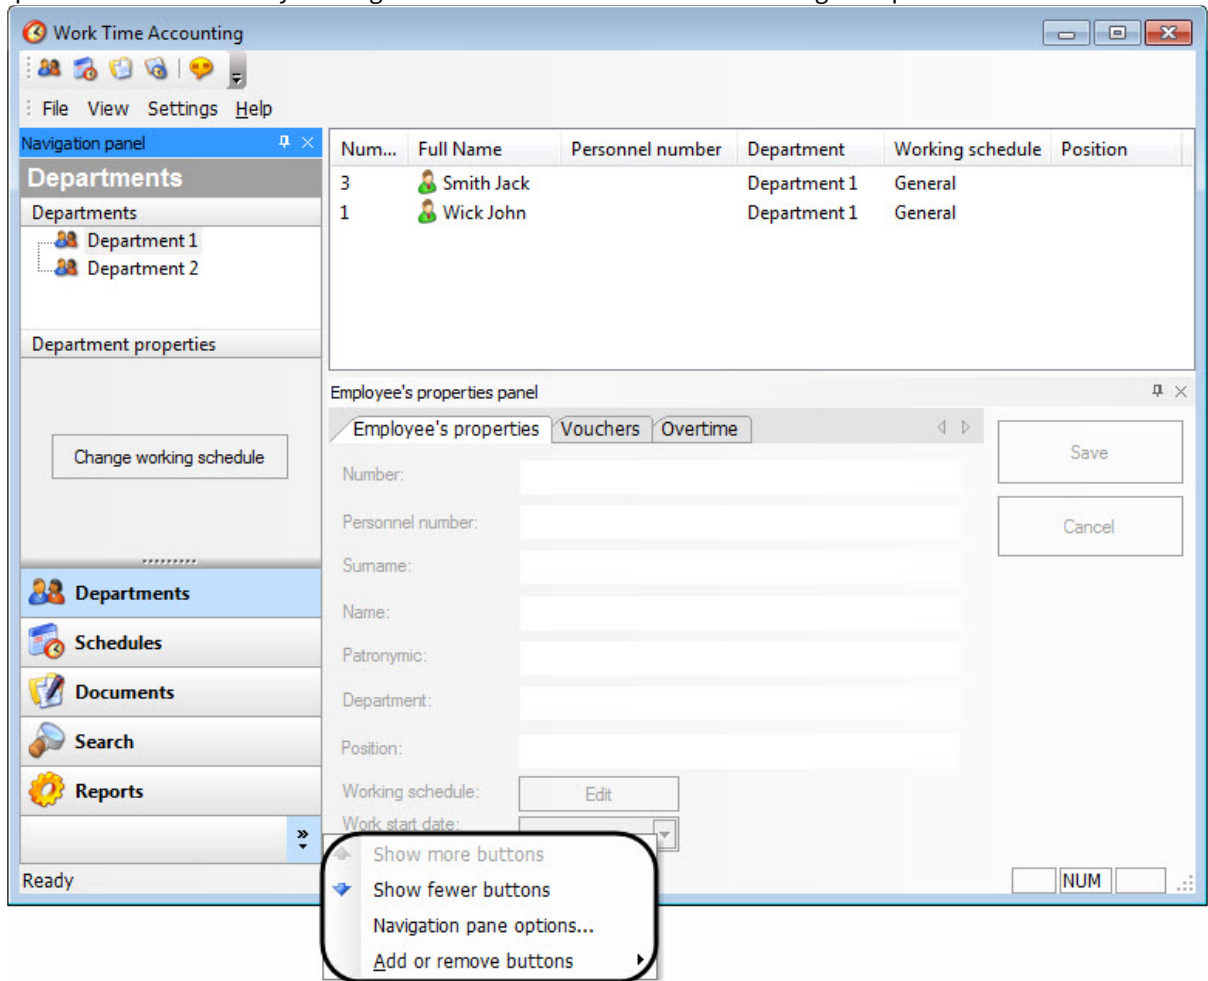 Work Time Accounting
File View Settings Help
Navigation panel
Departments
Departments
Department 1
Department 2
Department properties
Change working schedule
Departments
Schedules
Documents
Search
Reports
»
Ready
Num... Full Name Personnel number Department Working schedule Position
3 Smith Jack Department 1 General
1 Wick John Department 1 General
Employee's properties panel
Employee's properties Vouchers Overtime
Save
Cancel
Number:
Personnel number:
Surname:
Name:
Patronymic:
Department:
Position:
Working schedule: Edit
Work start date:
Show more buttons
Show fewer buttons
Navigation pane options...
Add or remove buttons
NUM